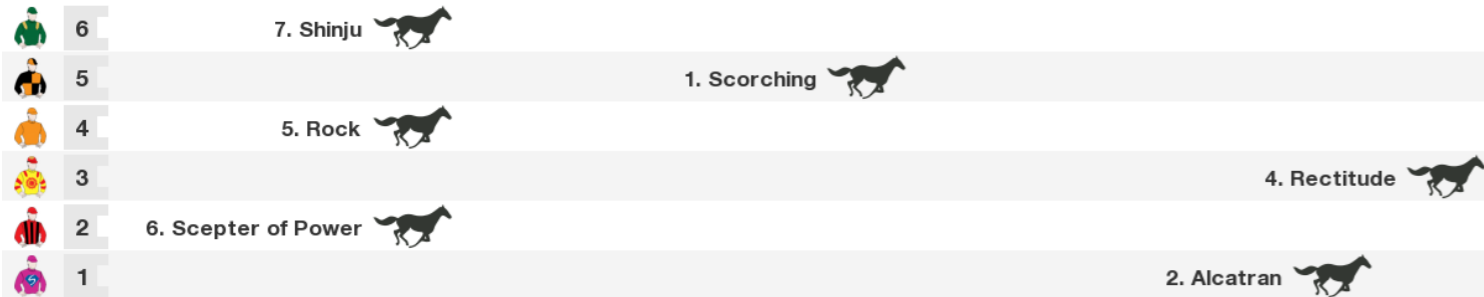 6 7. Shinju
5 1. Scorching
4 5. Rock
3 4. Rectitude
2 6. Scepter of Power
1 2. Alcatran